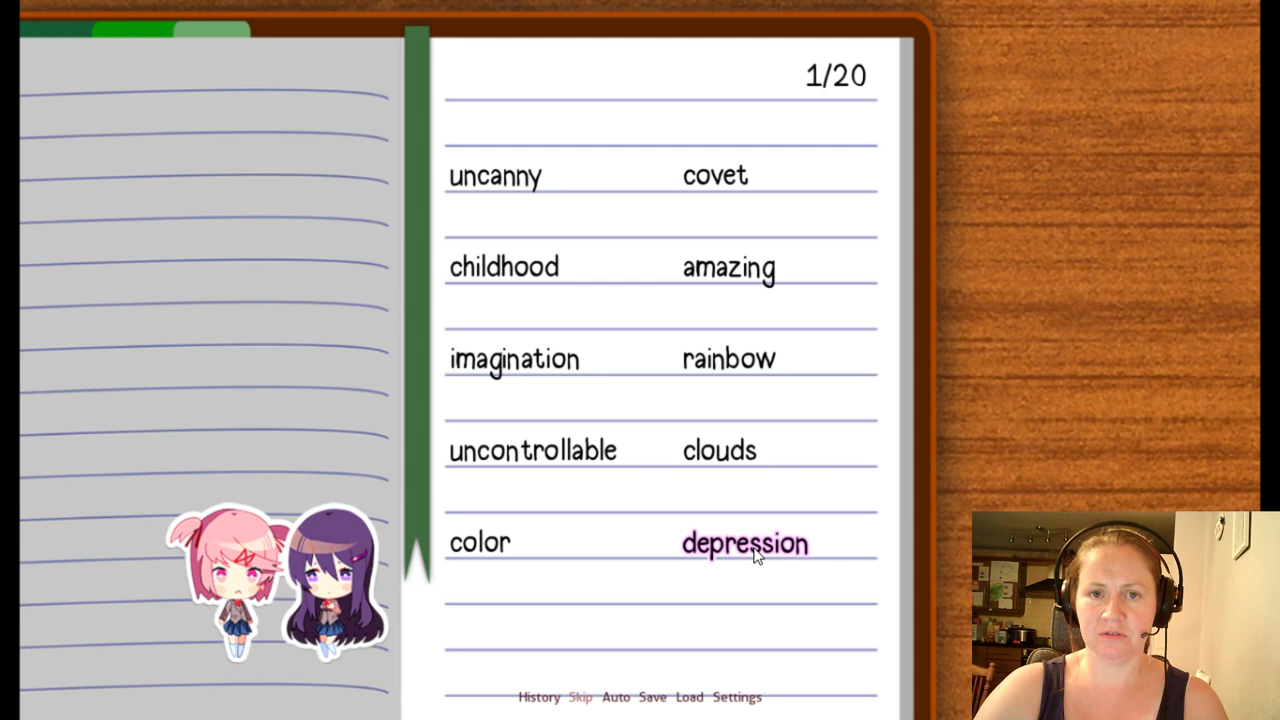 1/20
uncanny covet
childhood amazing
imagination rainbow
uncontrollable clouds
color depression
History Skip Auto Save Load Settings